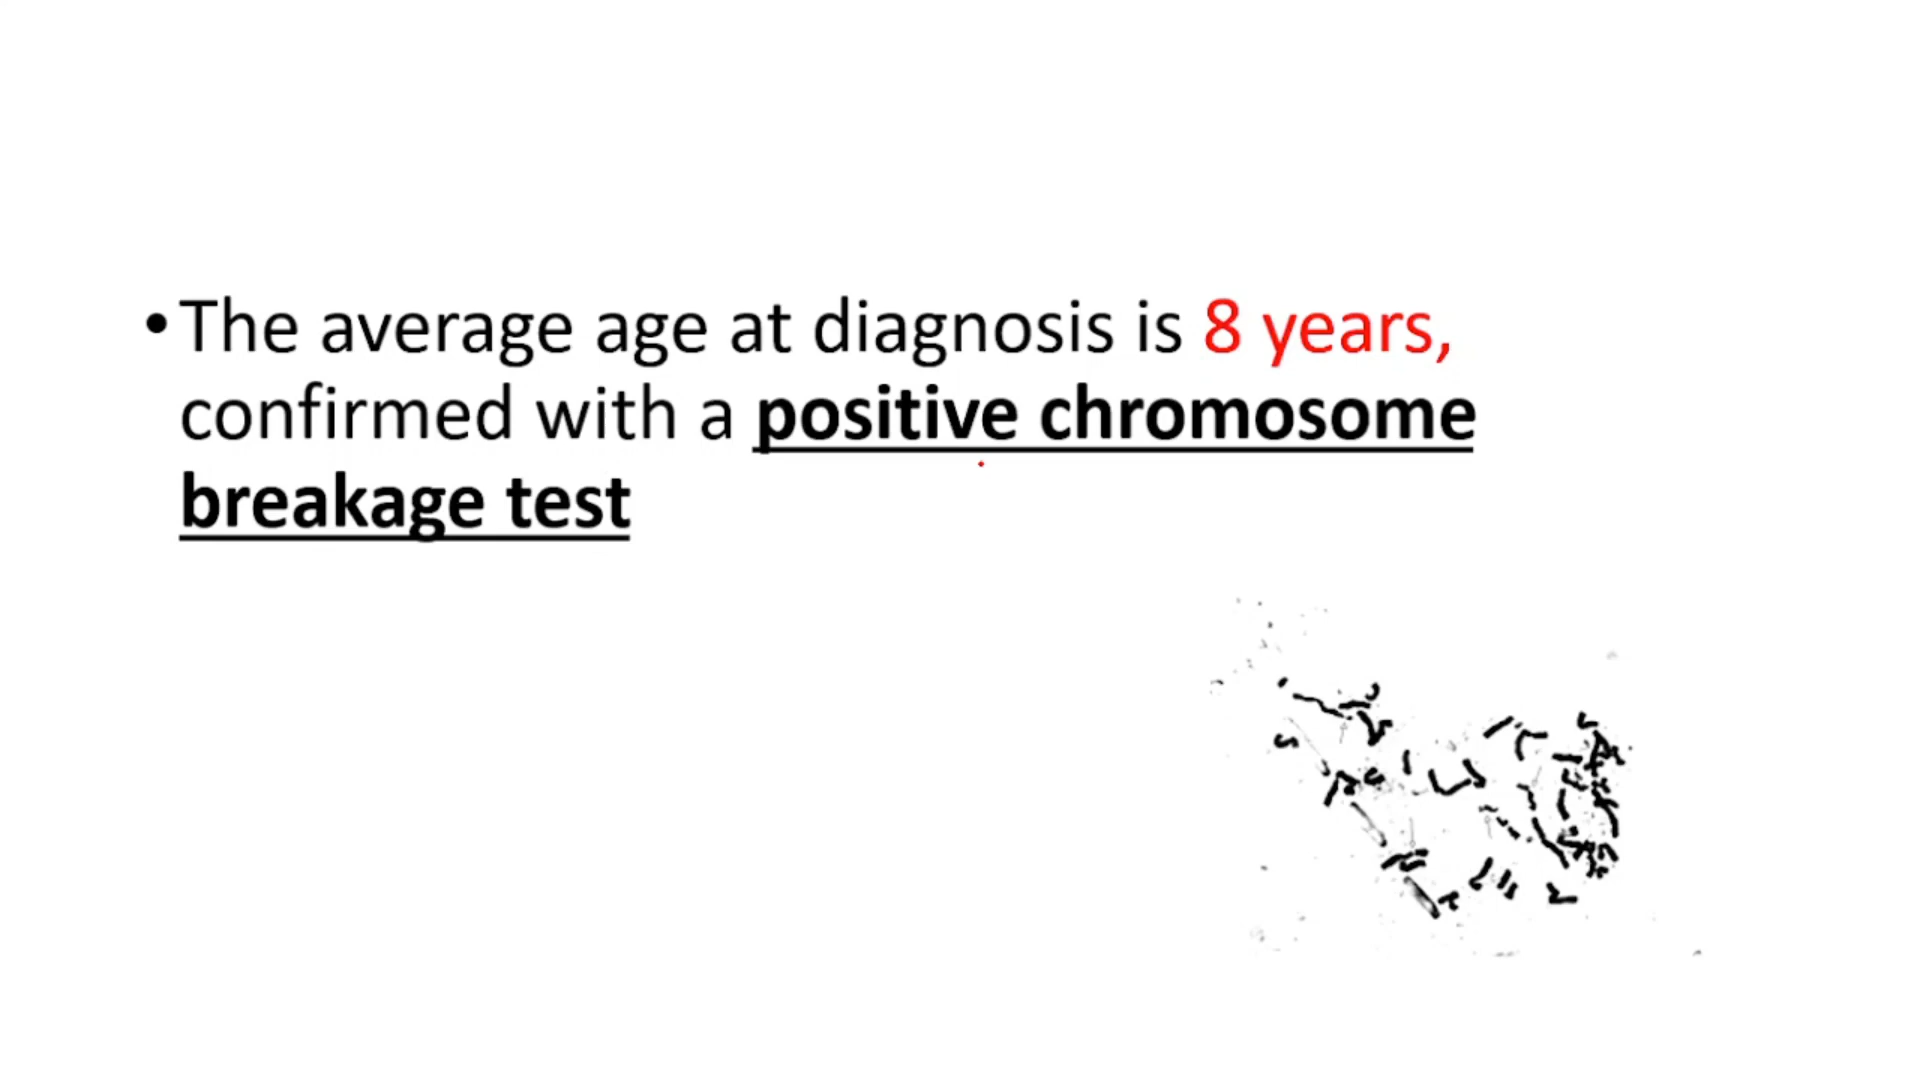 •The average age at diagnosis is 8 years,
confirmed with a positive chromosome
breakage test